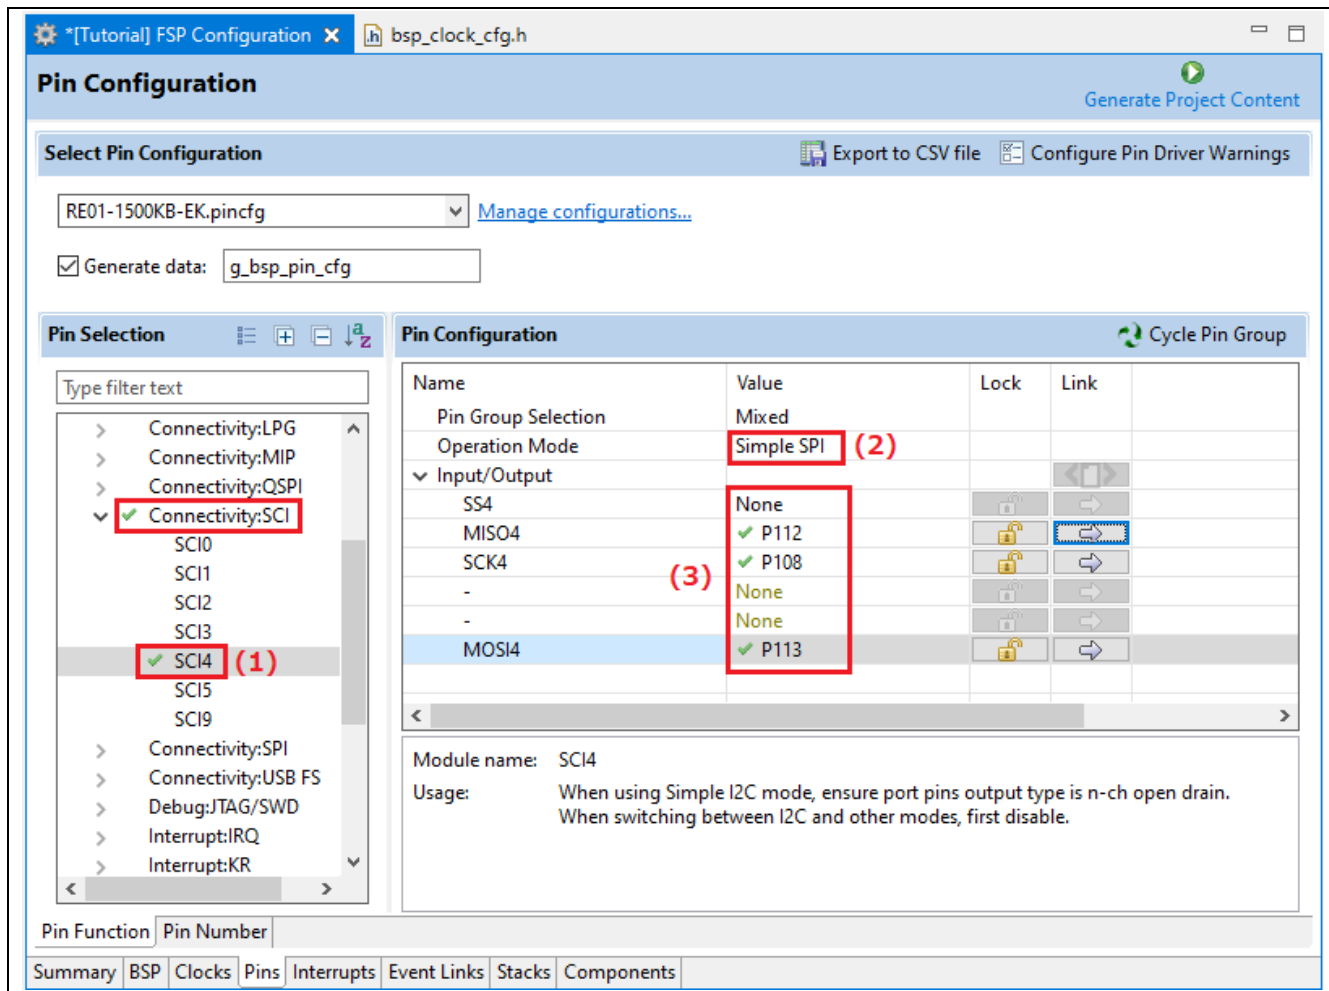 *[Tutorial] FSP Configuration
bsp_clock_cfg.h
Pin Configuration
Generate Project Content
Select Pin Configuration
Export to CSV file
Configure Pin Driver Warnings
RE01-1500KB-EK.pincfg
Manage configurations...
Generate data:
g_bsp_pin_cfg
Pin Selection
Type filter text
Connectivity:LPG
Connectivity:MIP
Connectivity:QSPI
Connectivity:SCI
SCI0
SCI1
SCI2
SCI3
SCI4 (1)
SCI5
SCI9
Connectivity:SPI
Connectivity:USB FS
Debug:JTAG/SWD
Interrupt:IRQ
Interrupt:KR
Pin Configuration
Cycle Pin Group
Name Value Lock Link
Pin Group Selection Mixed
Operation Mode Simple SPI (2)
Input/Output
SS4 None
MISO4 P112
SCK4 P108
(3)
- None
- None
MOSI4 P113
Module name: SCI4
Usage: When using Simple I2C mode, ensure port pins output type is n-ch open drain.
When switching between I2C and other modes, first disable.
Pin Function Pin Number
Summary BSP Clocks Pins Interrupts Event Links Stacks Components